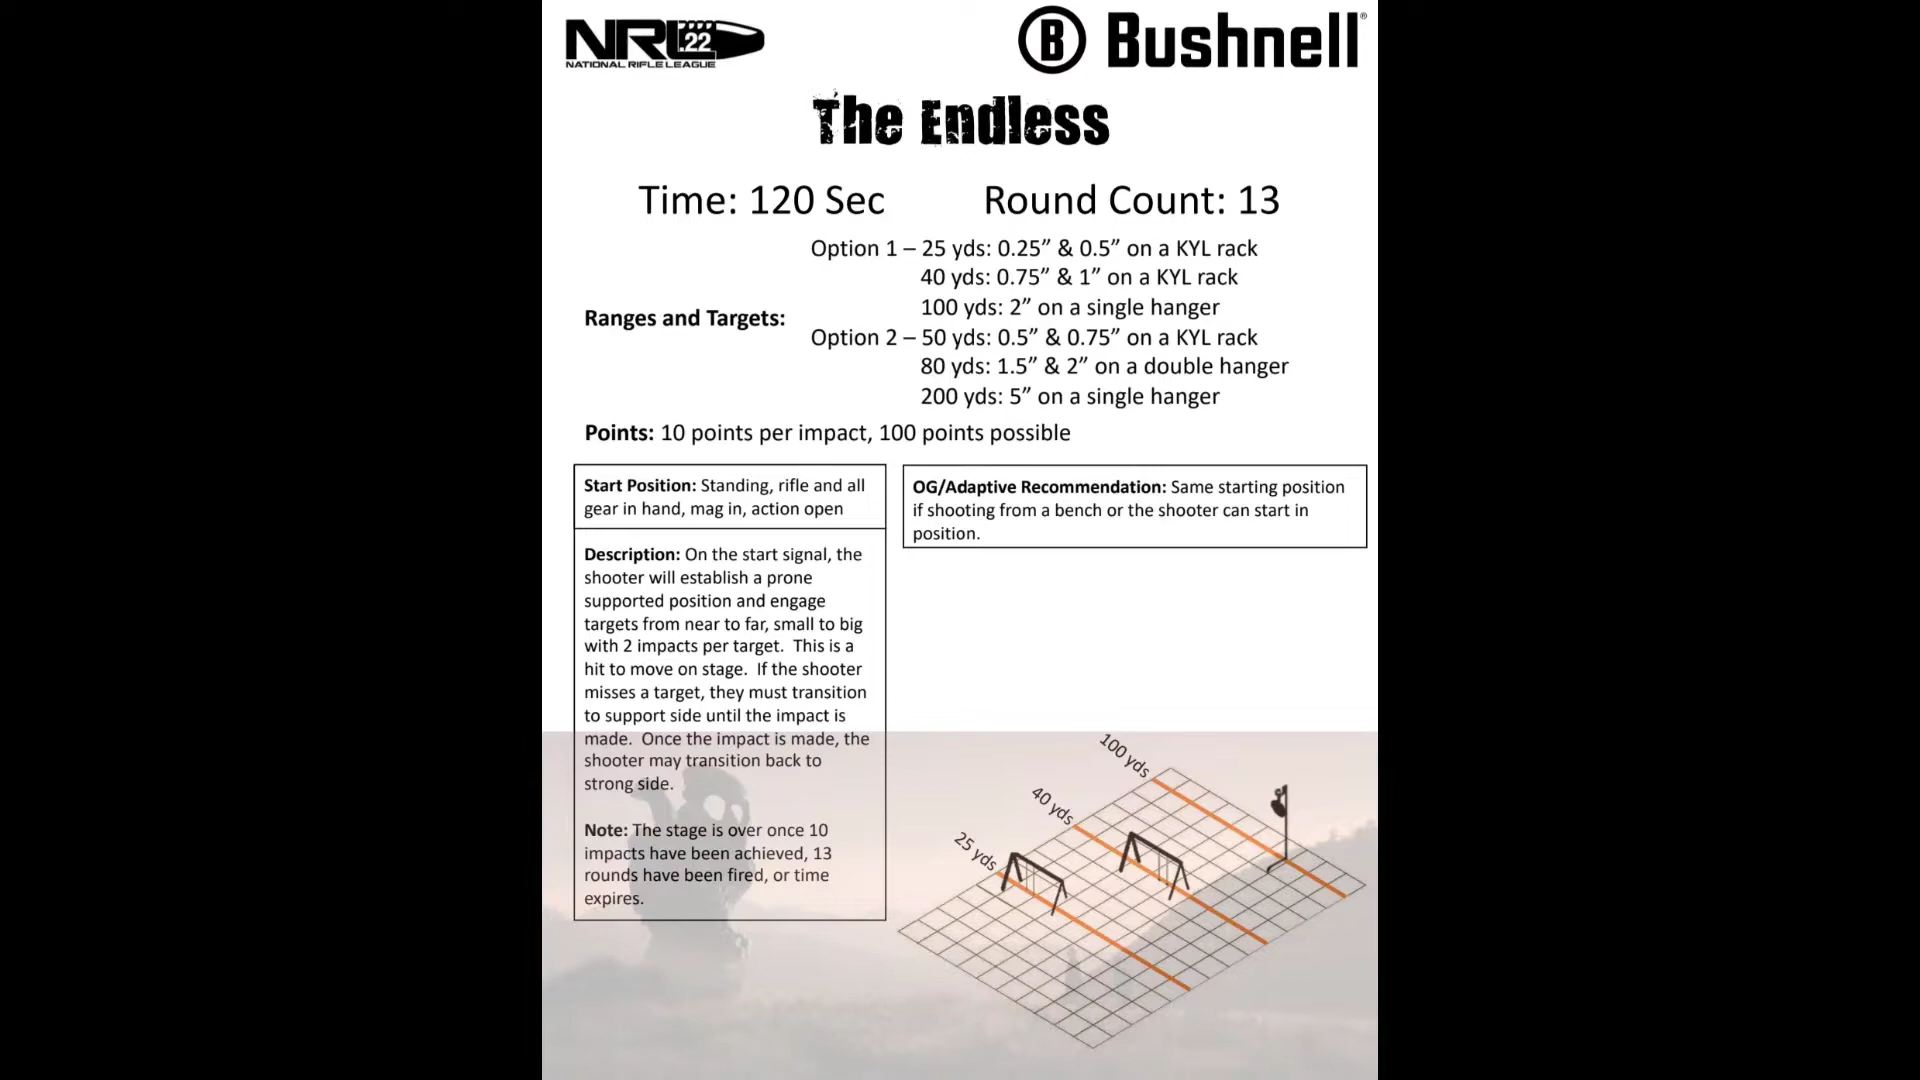 NRL.22
NATIONAL RIFLE LEAGUE
B Bushnell®
The Endless
Time: 120 Sec Round Count: 13
Ranges and Targets:
Option 1 – 25 yds: 0.25” & 0.5” on a KYL rack
40 yds: 0.75” & 1” on a KYL rack
100 yds: 2” on a single hanger
Option 2 – 50 yds: 0.5” & 0.75” on a KYL rack
80 yds: 1.5” & 2” on a double hanger
200 yds: 5” on a single hanger
Points: 10 points per impact, 100 points possible
Start Position: Standing, rifle and all
gear in hand, mag in, action open
Description: On the start signal, the
shooter will establish a prone
supported position and engage
targets from near to far, small to big
with 2 impacts per target.  This is a
hit to move on stage.  If the shooter
misses a target, they must transition
to support side until the impact is
made.  Once the impact is made, the
shooter may transition back to
strong side.
Note: The stage is over once 10
impacts have been achieved, 13
rounds have been fired, or time
expires.
OG/Adaptive Recommendation: Same starting position
if shooting from a bench or the shooter can start in
position.
100 yds
40 yds
25 yds